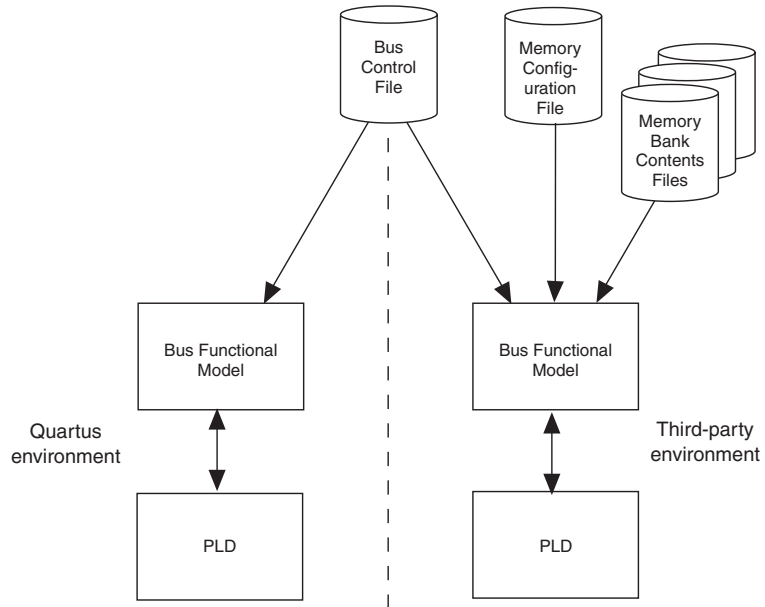 Bus
Control
File
Memory
Config-
uration
File
Memory
Bank
Contents
Files
Bus Functional
Model
Bus Functional
Model
Quartus
environment
Third-party
environment
PLD
PLD